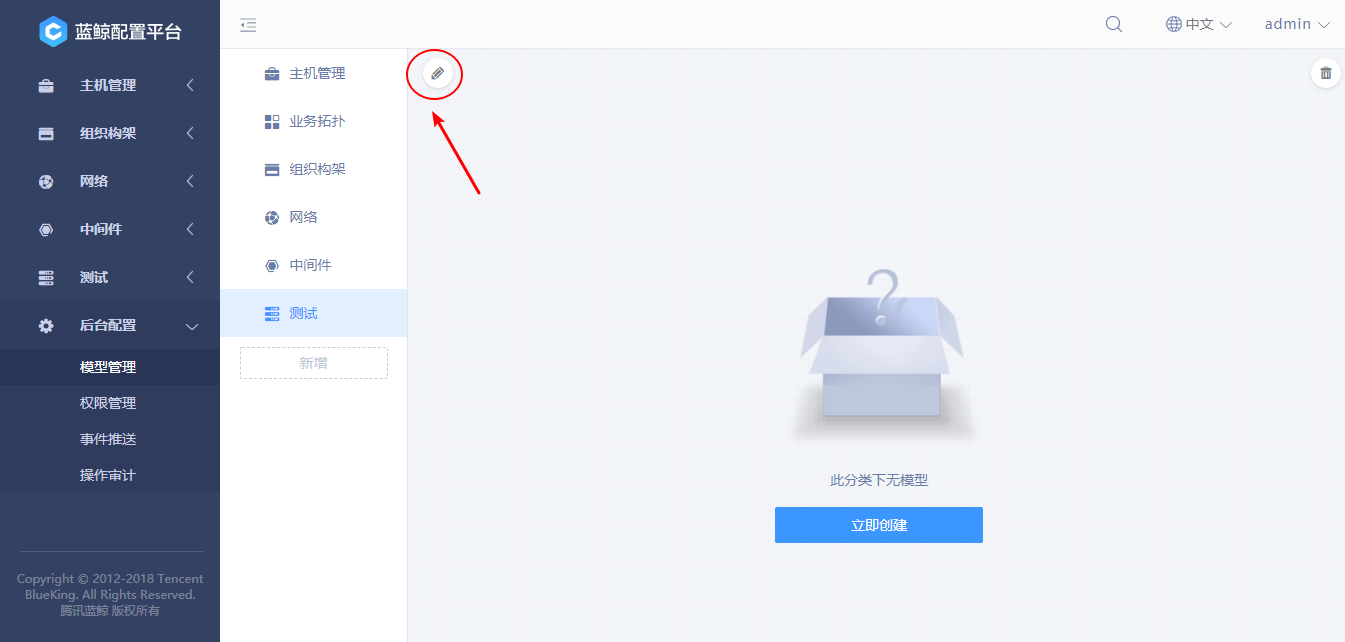 蓝鲸配置平台
主机管理
组织构架
网络
中间件
测试
后台配置
模型管理
权限管理
事件推送
操作审计
Copyright © 2012-2018 Tencent
BlueKing. All Rights Reserved.
腾讯蓝鲸 版权所有
中文
admin
主机管理
业务拓扑
组织构架
网络
中间件
测试
新增
此分类下无模型
立即创建